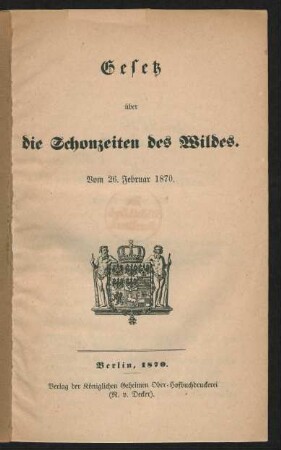 Gesetz
über
die Schonzeiten des Wildes.
Vom 26. Februar 1870.
Berlin, 1870.
Verlag der Königlichen Geheimen Ober-Hofbuchdruckerei
(R. v. Decker).